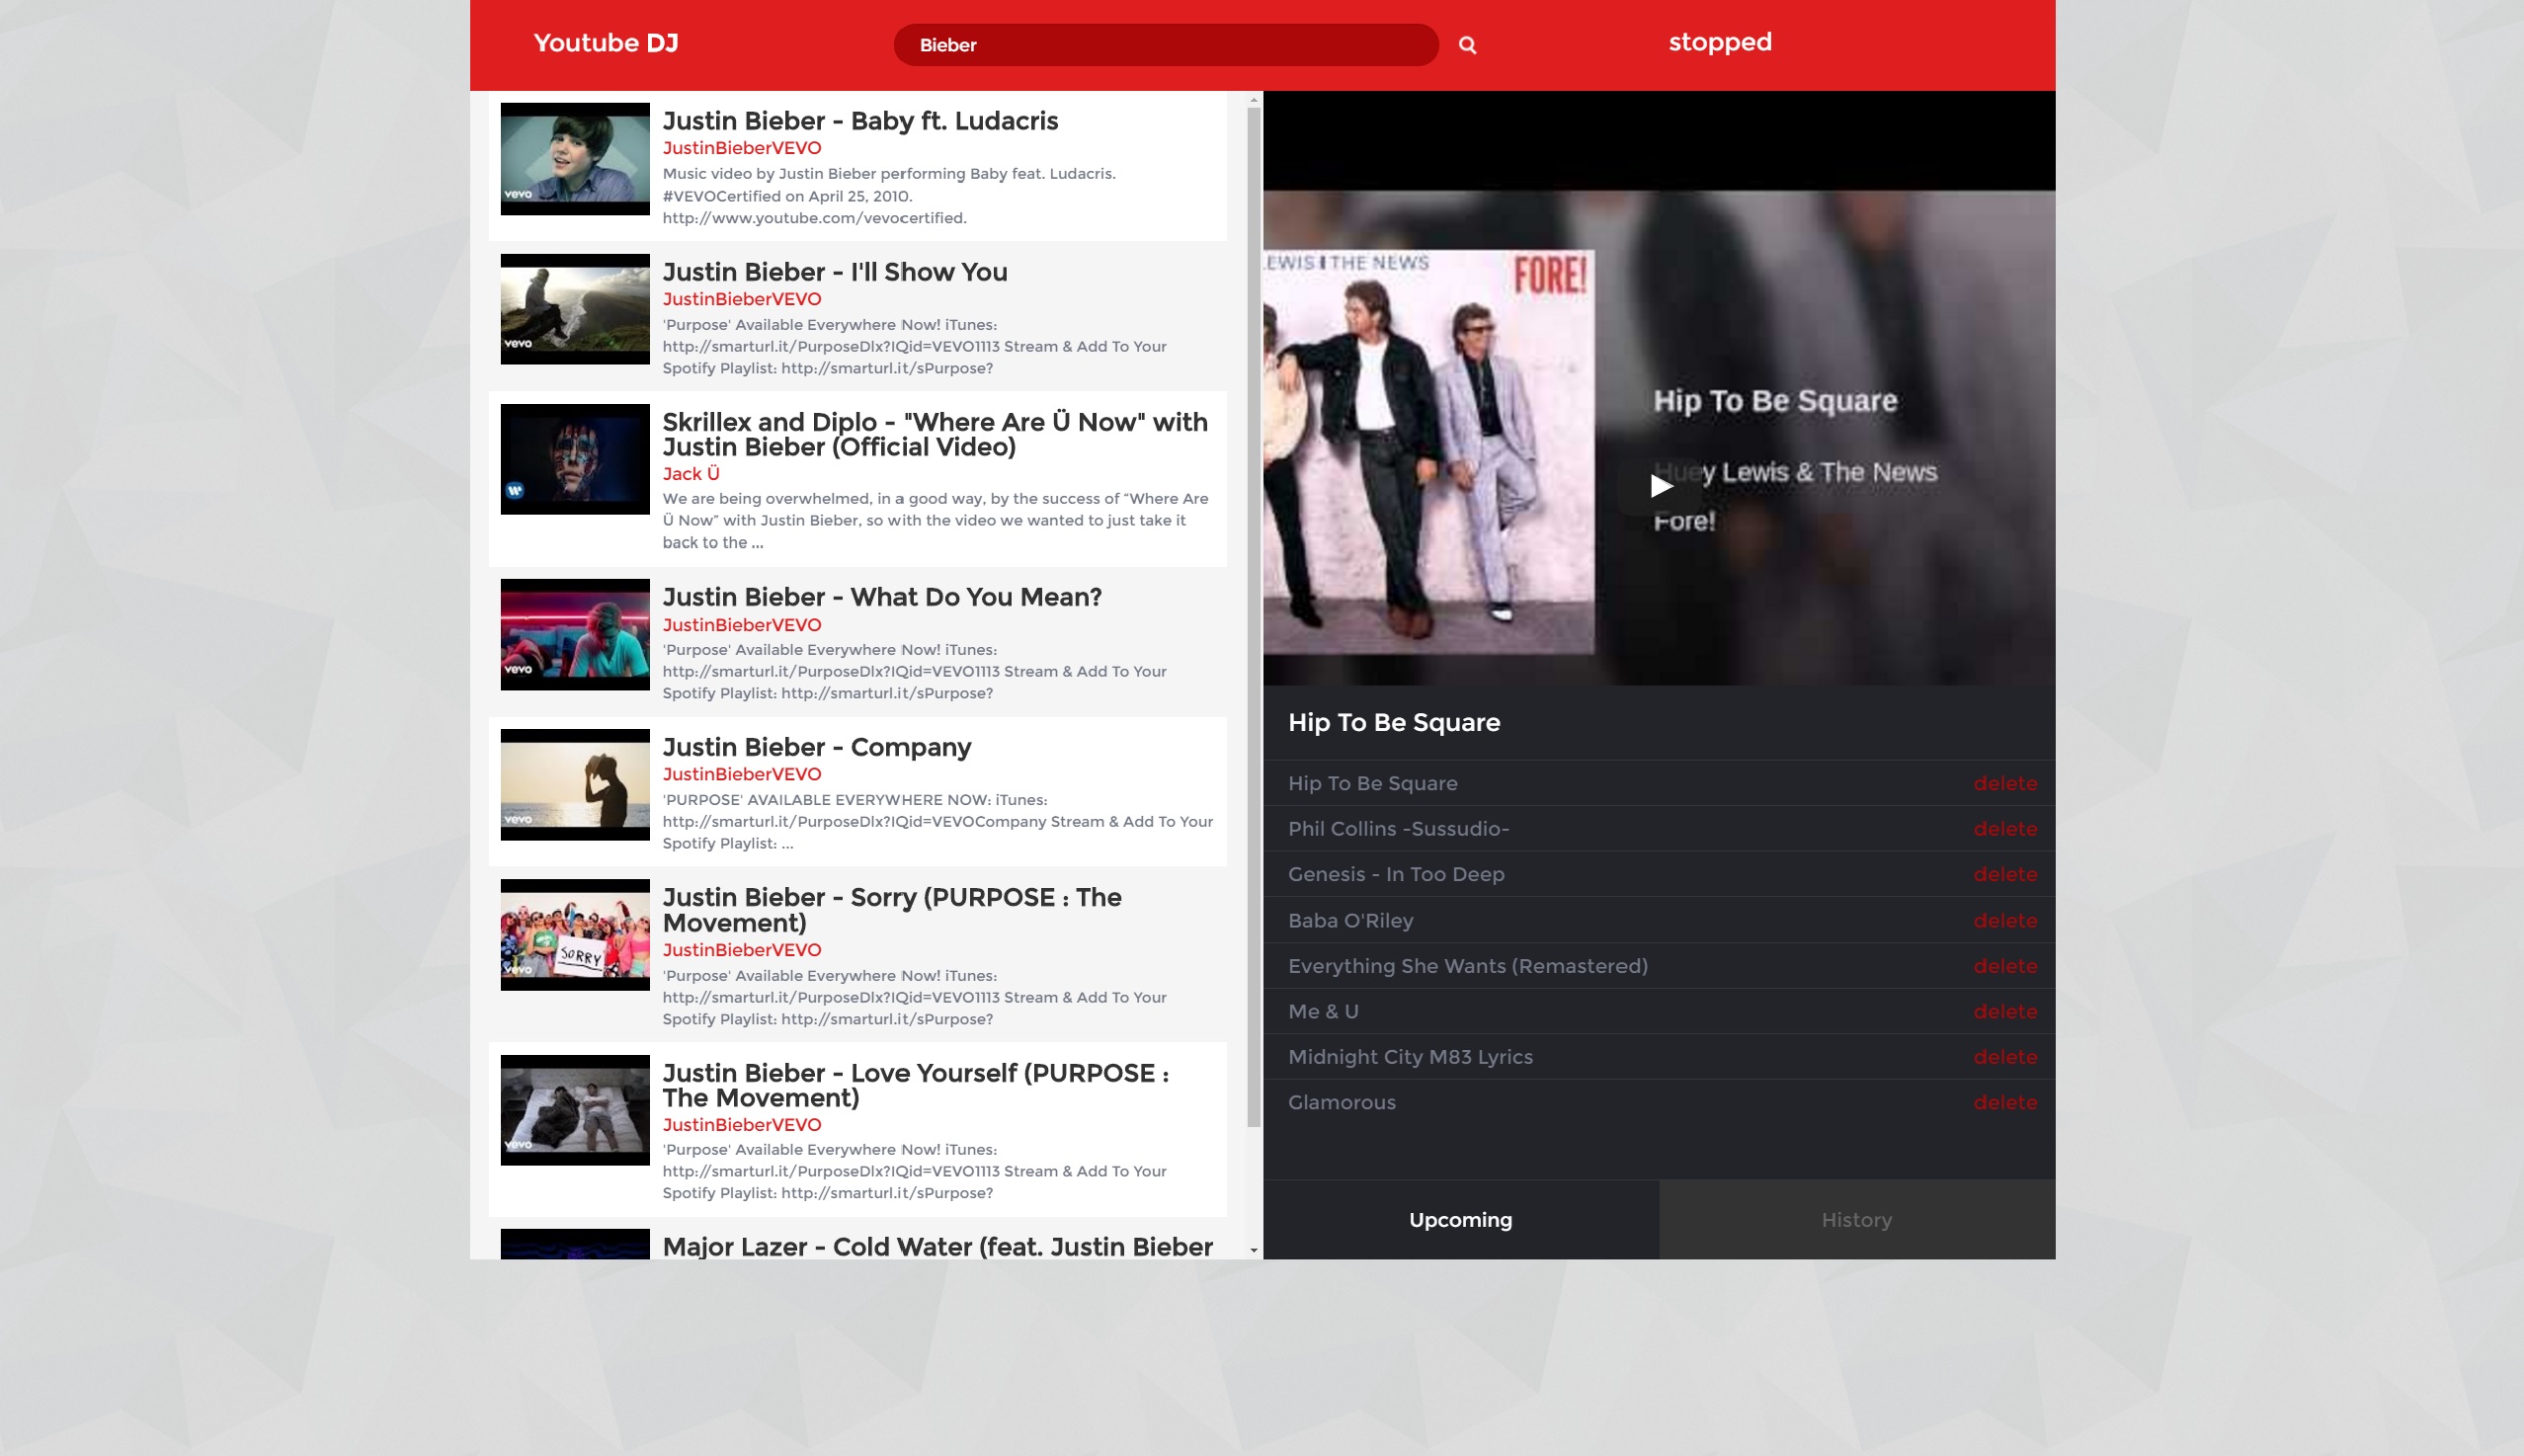 Youtube DJ
Bieber
stopped
Justin Bieber - Baby ft. Ludacris
JustinBieberVEVO
Music video by Justin Bieber performing Baby feat. Ludacris.
#VEVOCertified on April 25, 2010.
http://www.youtube.com/vevocertified.
vevo
Justin Bieber - I'll Show You
JustinBieberVEVO
'Purpose' Available Everywhere Now! iTunes:
http://smarturl.it/PurposeDlx?IQid=VEVO1113 Stream & Add To Your
Spotify Playlist: http://smarturl.it/sPurpose?
vevo
Skrillex and Diplo - "Where Are Ü Now" with
Justin Bieber (Official Video)
Jack Ü
We are being overwhelmed, in a good way, by the success of “Where Are
Ü Now” with Justin Bieber, so with the video we wanted to just take it
back to the ...
Justin Bieber - What Do You Mean?
JustinBieberVEVO
'Purpose' Available Everywhere Now! iTunes:
http://smarturl.it/PurposeDlx?IQid=VEVO1113 Stream & Add To Your
Spotify Playlist: http://smarturl.it/sPurpose?
vevo
Justin Bieber - Company
JustinBieberVEVO
'PURPOSE' AVAILABLE EVERYWHERE NOW: iTunes:
http://smarturl.it/PurposeDlx?IQid=VEVOCompany Stream & Add To Your
Spotify Playlist: ...
vevo
Justin Bieber - Sorry (PURPOSE : The
Movement)
JustinBieberVEVO
'Purpose' Available Everywhere Now! iTunes:
http://smarturl.it/PurposeDlx?IQid=VEVO1113 Stream & Add To Your
Spotify Playlist: http://smarturl.it/sPurpose?
SORRY
vevo
Justin Bieber - Love Yourself (PURPOSE :
The Movement)
JustinBieberVEVO
'Purpose' Available Everywhere Now! iTunes:
http://smarturl.it/PurposeDlx?IQid=VEVO1113 Stream & Add To Your
Spotify Playlist: http://smarturl.it/sPurpose?
vevo
Major Lazer - Cold Water (feat. Justin Bieber
EWIS THE NEWS FORE!
Hip To Be Square
Huey Lewis & The News
Fore!
Hip To Be Square
Hip To Be Square delete
Phil Collins -Sussudio- delete
Genesis - In Too Deep delete
Baba O'Riley delete
Everything She Wants (Remastered) delete
Me & U delete
Midnight City M83 Lyrics delete
Glamorous delete
Upcoming History